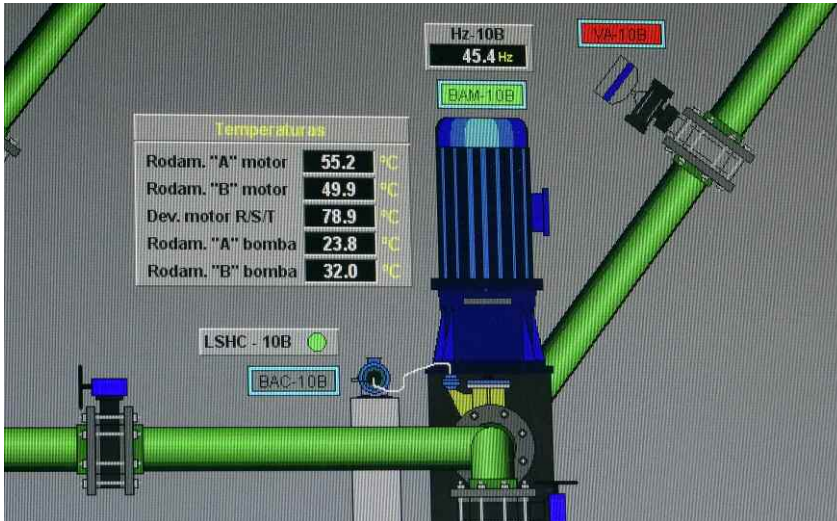 Hz-10B
45.4 Hz
VA-10B
BAM-10B
Temperaturas
Rodam. "A" motor 55.2 °C
Rodam. "B" motor 49.9 °C
Dev. motor R/S/T 78.9 °C
Rodam. "A" bomba 23.8 °C
Rodam. "B" bomba 32.0 °C
LSHC - 10B
BAC-10B